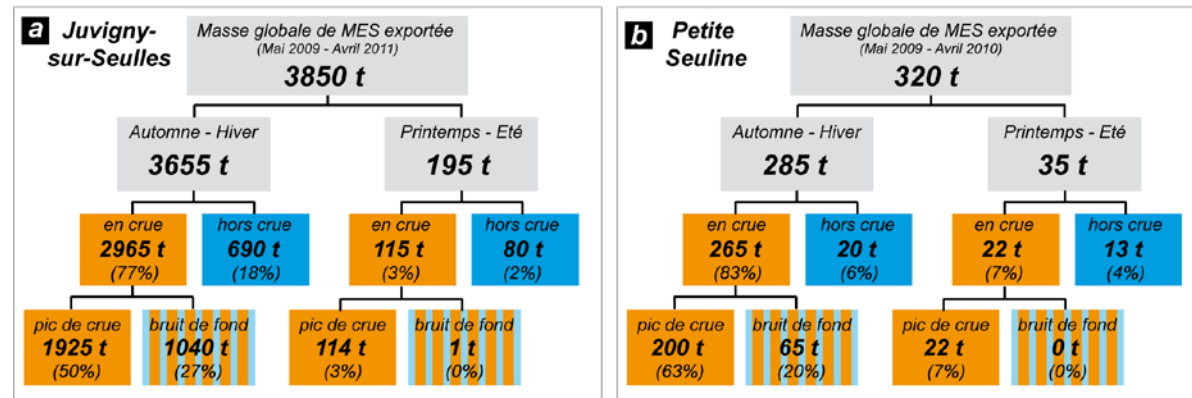 a Juvigny-
sur-Seulles
Masse globale de MES exportée
(Mai 2009 - Avril 2011)
3850 t
Automne - Hiver
3655 t
Printemps - Eté
195 t
en crue
2965 t
(77%)
hors crue
690 t
(18%)
en crue
115 t
(3%)
hors crue
80 t
(2%)
pic de crue
1925 t
(50%)
bruit de fond
1040 t
(27%)
pic de crue
114 t
(3%)
bruit de fond
1 t
(0%)
b Petite
Seuline
Masse globale de MES exportée
(Mai 2009 - Avril 2010)
320 t
Automne - Hiver
285 t
Printemps - Eté
35 t
en crue
265 t
(83%)
hors crue
20 t
(6%)
en crue
22 t
(7%)
hors crue
13 t
(4%)
pic de crue
200 t
(63%)
bruit de fond
65 t
(20%)
pic de crue
22 t
(7%)
bruit de fond
0 t
(0%)